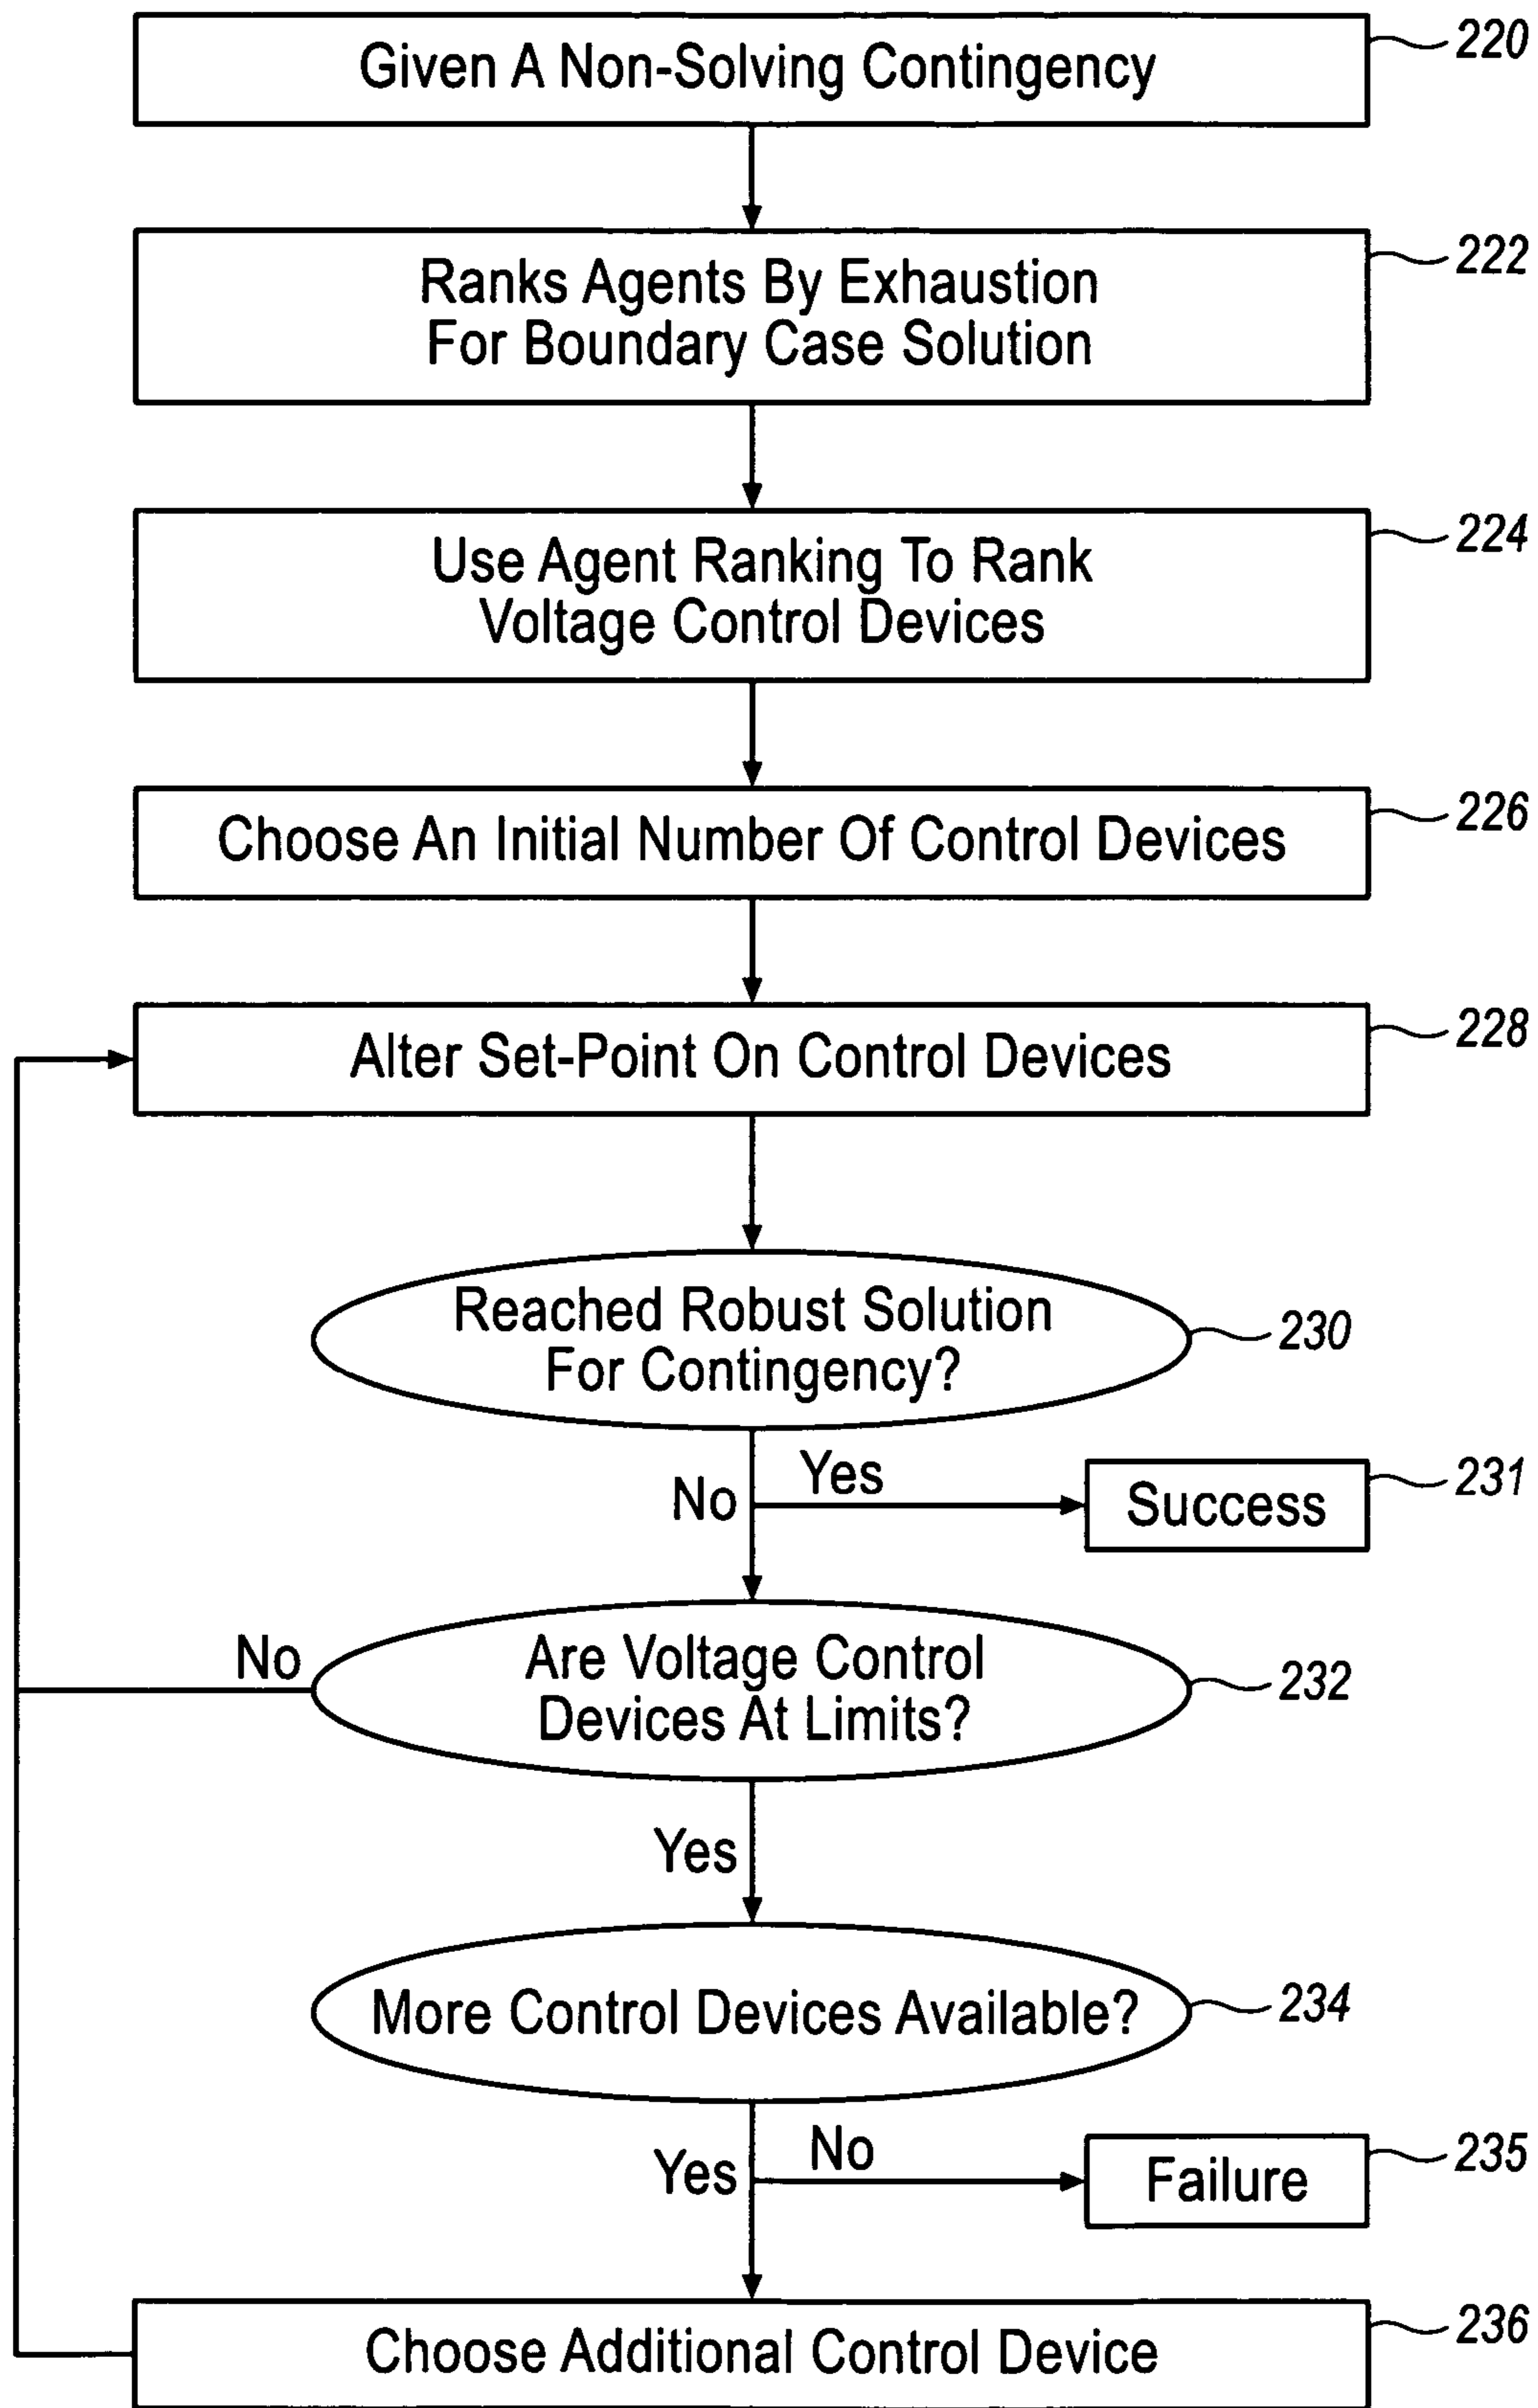 Given A Non-Solving Contingency
220
Ranks Agents By Exhaustion
For Boundary Case Solution
222
Use Agent Ranking To Rank
Voltage Control Devices
224
Choose An Initial Number Of Control Devices
226
Alter Set-Point On Control Devices
228
Reached Robust Solution
For Contingency?
230
No
Yes
Success
231
No
Are Voltage Control
Devices At Limits?
232
Yes
More Control Devices Available?
234
Yes
No
Failure
235
Choose Additional Control Device
236